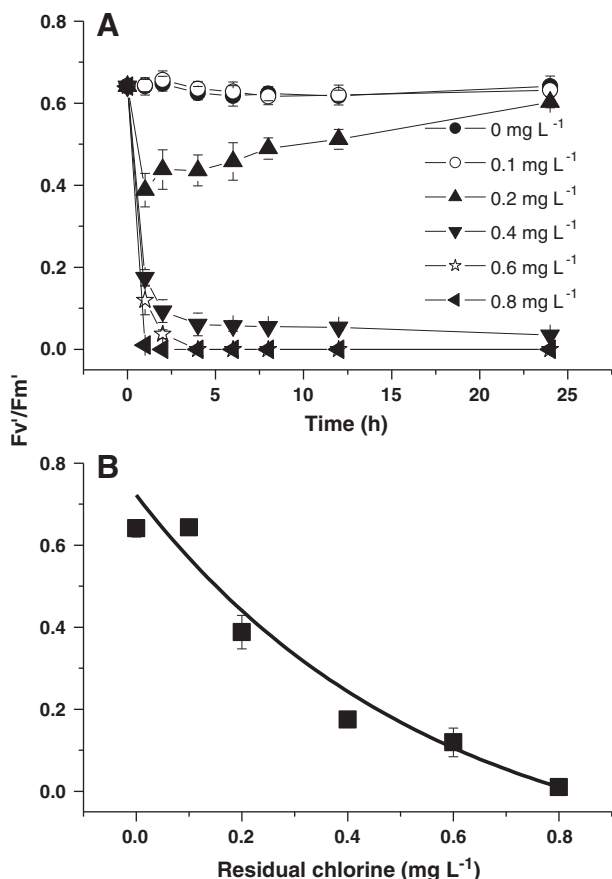 A
0.8
0.6
0.4
0.2
0.0
0 mg L-1
0.1 mg L-1
0.2 mg L-1
0.4 mg L-1
0.6 mg L-1
0.8 mg L-1
0 5 10 15 20 25
Time (h)
Fv'/Fm'
B
0.8
0.6
0.4
0.2
0.0
0.0 0.2 0.4 0.6 0.8
Residual chlorine (mg L-1)